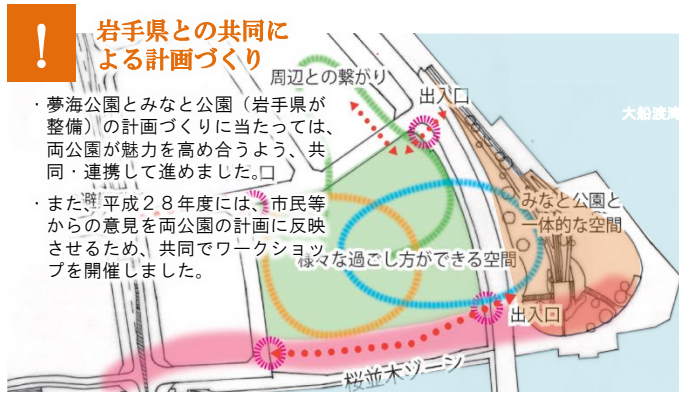 !
岩手県との共同に
よる計画づくり
・夢海公園とみなと公園（岩手県が
整備）の計画づくりに当たっては、
両公園が魅力を高め合うよう、共
同・連携して進めました。
・また、平成２８年度には、市民等
からの意見を両公園の計画に反映
させるため、共同でワークショッ
プを開催しました。
周辺との繋がり
出入口
大船渡湾
口
避
みなと公園と
一体的な空間
様々な過ごし方ができる空間
出入口
桜並木ゾーン